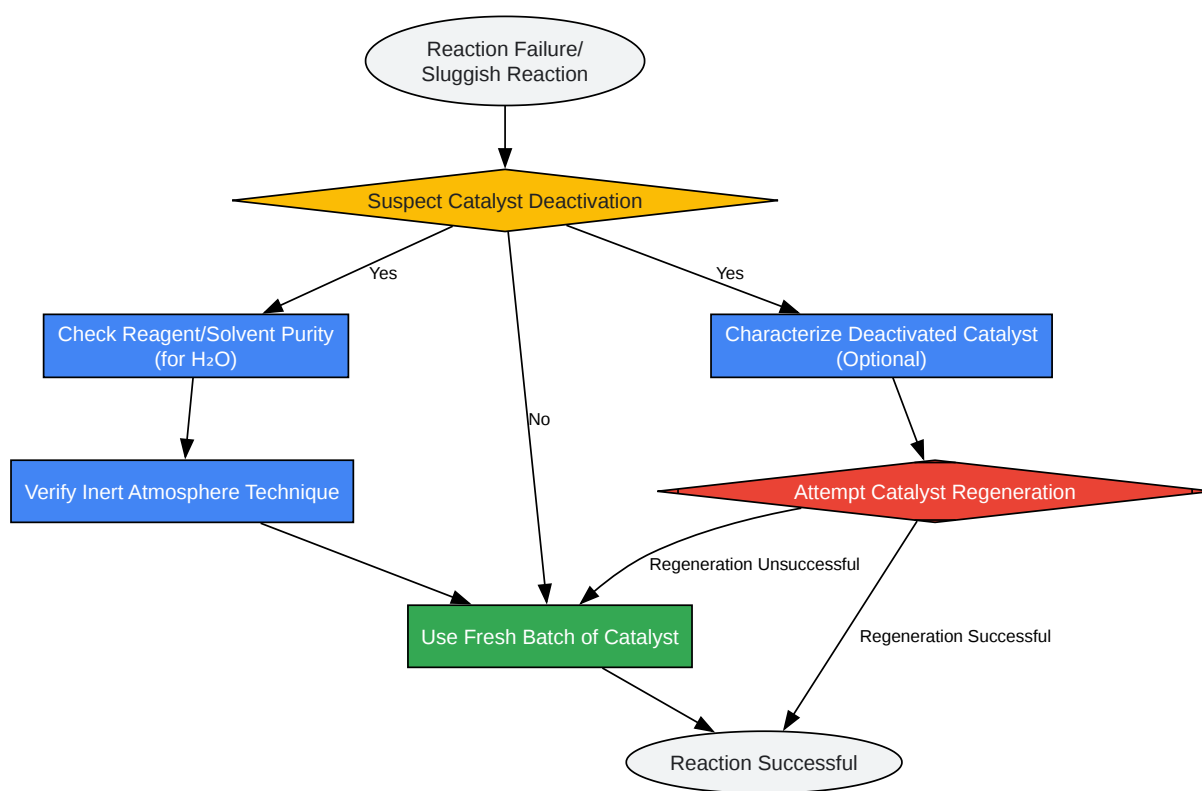 Reaction Failure/
Sluggish Reaction
Suspect Catalyst Deactivation
Yes
Yes
Check Reagent/Solvent Purity
(for H₂O)
Characterize Deactivated Catalyst
(Optional)
No
Verify Inert Atmosphere Technique
Attempt Catalyst Regeneration
Regeneration Unsuccessful
Use Fresh Batch of Catalyst
Regeneration Successful
Reaction Successful